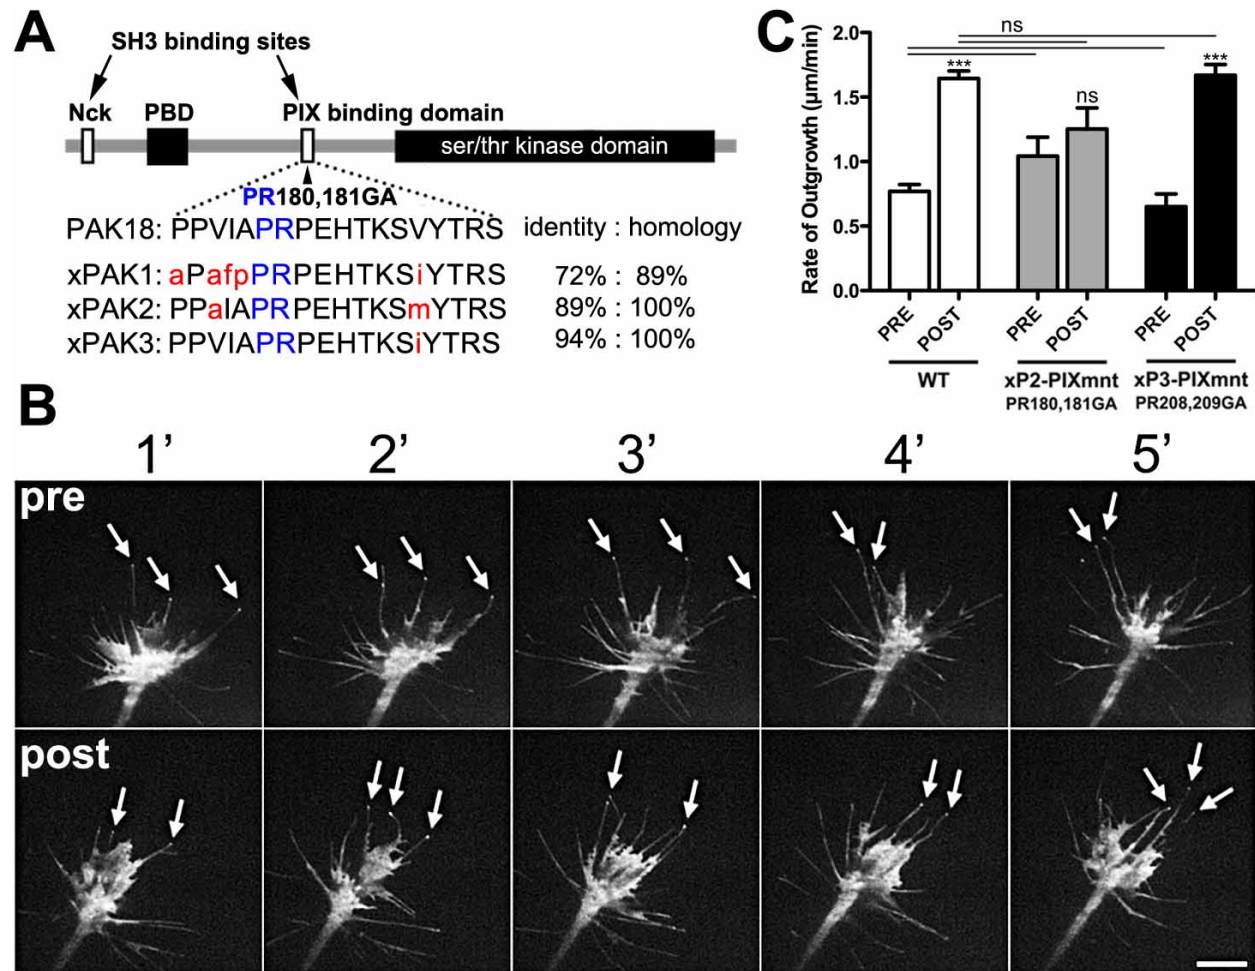 A
SH3 binding sites
Nck PBD PIX binding domain
ser/thr kinase domain
PR180,181GA
PAK18: PPVIAPRPEHTKSVYTRS identity : homology
xPAK1: aPafpPRPEHTKSiYTRS 72% : 89%
xPAK2: PPaIAPRPEHTKSmYTRS 89% : 100%
xPAK3: PPVIAPRPEHTKSiYTRS 94% : 100%
C
Rate of Outgrowth (µm/min)
2.0
1.5
1.0
0.5
0.0
ns
*** ns ***
PRE POST PRE POST PRE POST
WT xP2-PIXmnt xP3-PIXmnt
PR180,181GA PR208,209GA
B
1’ 2’ 3’ 4’ 5’
pre
post